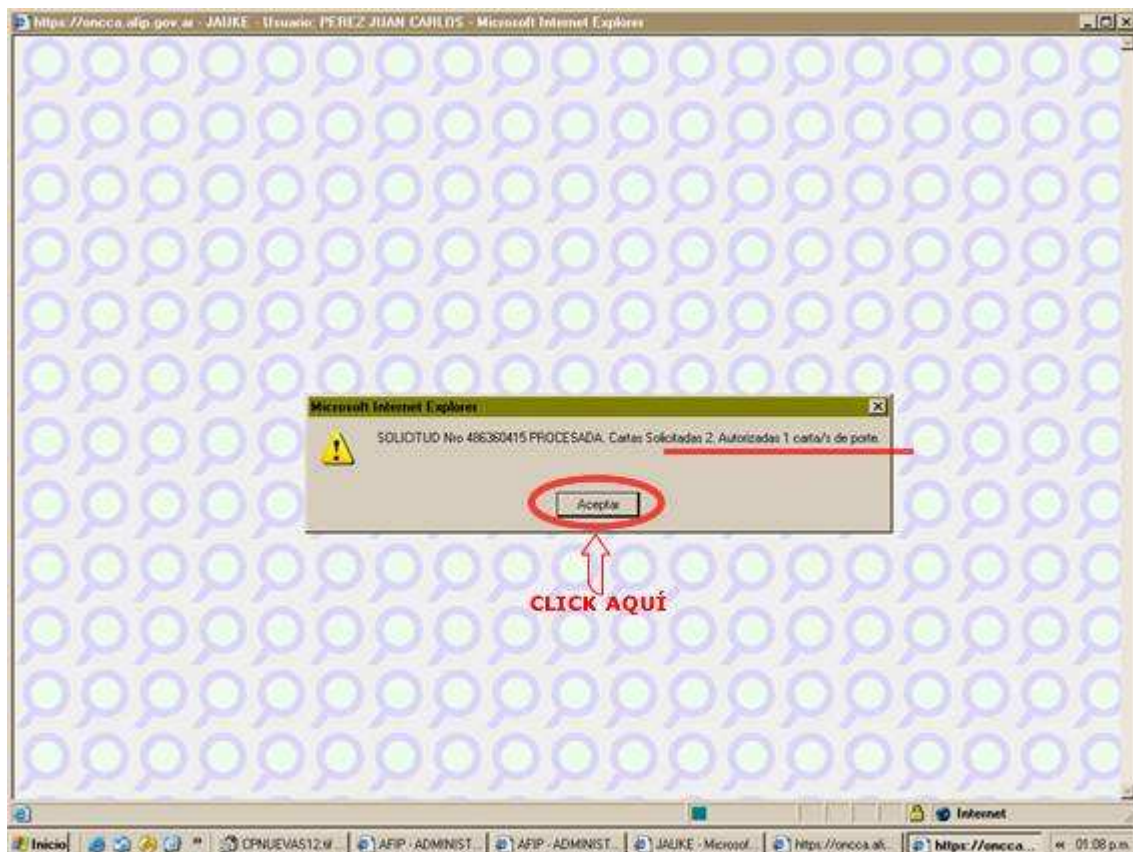 https://oncca.afip.gov.ar - JAUKE - Usuario: PEREZ JUAN CARLOS - Microsoft Internet Explorer
Microsoft Internet Explorer
SOLICITUD Nro 486360415 PROCESADA. Cartas Solicitadas 2. Autorizadas 1 carta/s de porte.
Aceptar
CLICK AQUÍ
Internet
Inicio
AFIP - ADMINIST...
AFIP - ADMINIST...
JAUKE - Microsof...
https://oncca.afi...
https://oncca...
01:08 p.m.